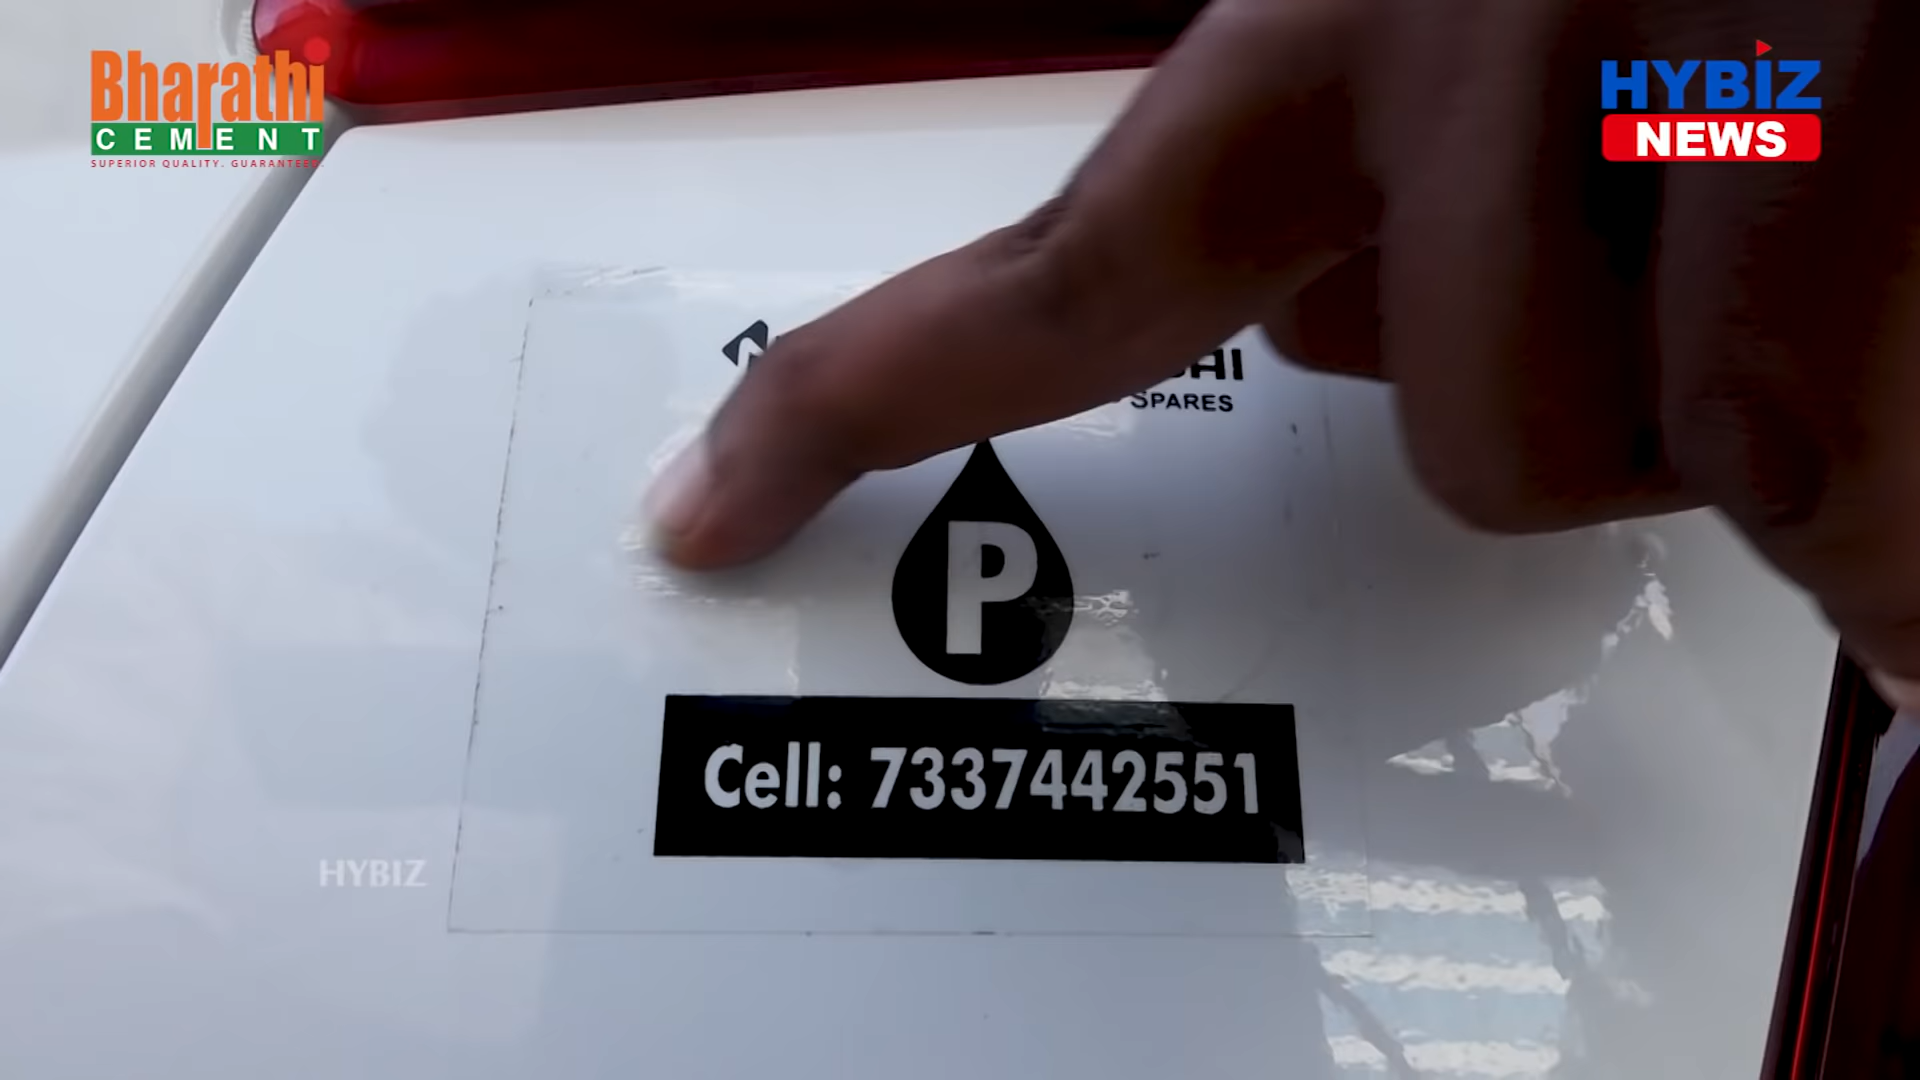 Bharathi
CEMENT
SUPERIOR QUALITY. GUARANTEED.
HYBIZ
NEWS
SPARES
P
Cell: 7337442551
HYBIZ